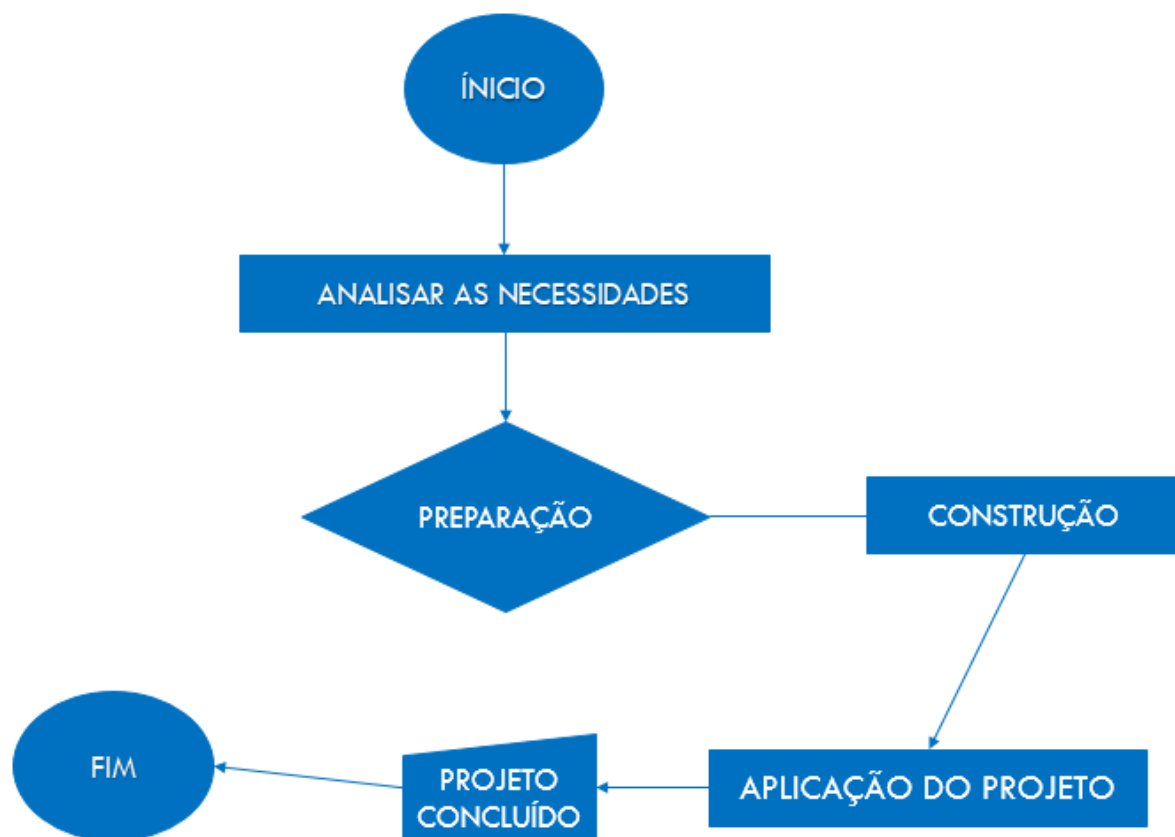 ÍNICIO
ANALISAR AS NECESSIDADES
PREPARAÇÃO
CONSTRUÇÃO
APLICAÇÃO DO PROJETO
PROJETO
CONCLUÍDO
FIM